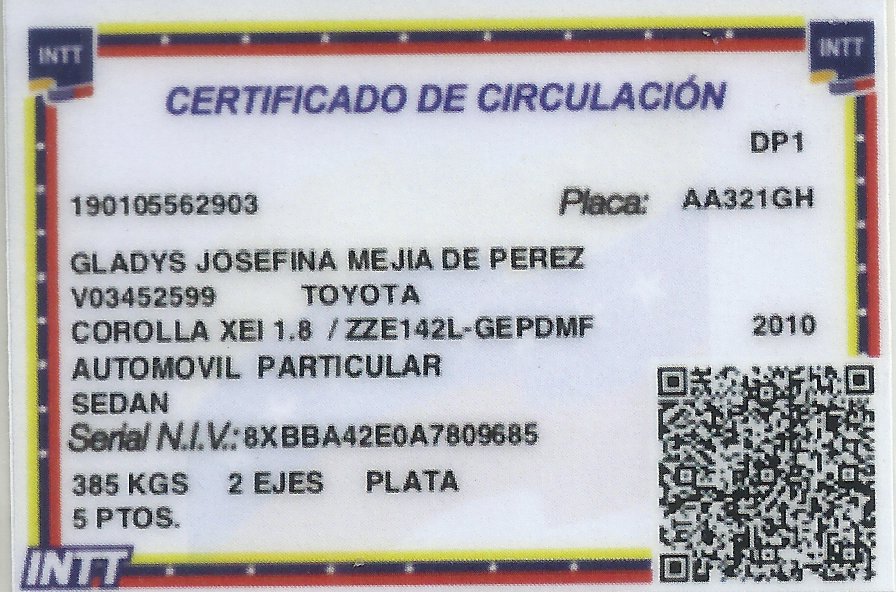 INTT INTT
CERTIFICADO DE CIRCULACIÓN
DP1
190105562903 Placa: AA321GH
GLADYS JOSEFINA MEJIA DE PEREZ
V03452599 TOYOTA
COROLLA XEI 1.8 / ZZE142L-GEPDMF 2010
AUTOMOVIL PARTICULAR
SEDAN
Serial N.I.V.: 8XBBA42E0A7809685
385 KGS 2 EJES PLATA
5 PTOS.
INTT